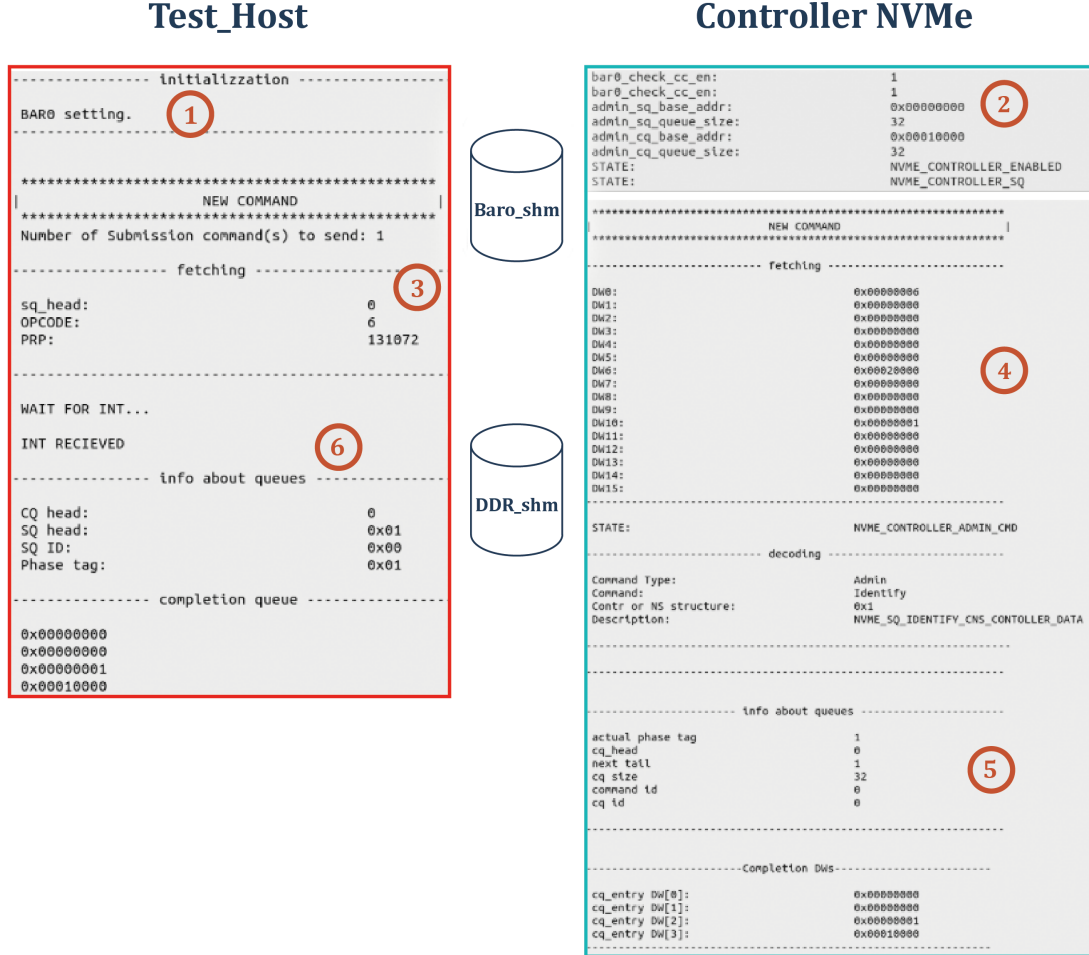 Test_Host
---------------- initializzation -----------------
BAR0 setting.
1
--------------------------------------------------
*************************************************
| NEW COMMAND |
*************************************************
Number of Submission command(s) to send: 1
------------------ fetching ----------------------
3
sq_head: 0
OPCODE: 6
PRP: 131072
--------------------------------------------------
WAIT FOR INT...
INT RECIEVED
6
---------------- info about queues ---------------
CQ head: 0
SQ head: 0x01
SQ ID: 0x00
Phase tag: 0x01
---------------- completion queue ----------------
0x00000000
0x00000000
0x00000001
0x00010000
Baro_shm
DDR_shm
Controller NVMe
bar0_check_cc_en: 1
bar0_check_cc_en: 1
admin_sq_base_addr: 0x00000000
2
admin_sq_queue_size: 32
admin_cq_base_addr: 0x00010000
admin_cq_queue_size: 32
STATE: NVME_CONTROLLER_ENABLED
STATE: NVME_CONTROLLER_SQ
***************************************************************
| NEW COMMAND |
***************************************************************
--------------------------- fetching ---------------------------
DW0: 0x00000006
DW1: 0x00000000
DW2: 0x00000000
DW3: 0x00000000
DW4: 0x00000000
DW5: 0x00000000
DW6: 0x00020000
4
DW7: 0x00000000
DW8: 0x00000000
DW9: 0x00000000
DW10: 0x00000001
DW11: 0x00000000
DW12: 0x00000000
DW13: 0x00000000
DW14: 0x00000000
DW15: 0x00000000
----------------------------------------------------------------
STATE: NVME_CONTROLLER_ADMIN_CMD
--------------------------- decoding ---------------------------
Command Type: Admin
Command: Identify
Contr or NS structure: 0x1
Description: NVME_SQ_IDENTIFY_CNS_CONTOLLER_DATA
----------------------------------------------------------------
----------------------------------------------------------------
----------------------- info about queues ----------------------
actual phase tag 1
cq_head 0
next tail 1
5
cq size 32
command id 0
cq id 0
----------------------------------------------------------------
------------------------Completion DWs------------------------
cq_entry DW[0]: 0x00000000
cq_entry DW[1]: 0x00000000
cq_entry DW[2]: 0x00000001
cq_entry DW[3]: 0x00010000
--------------------------------------------------------------